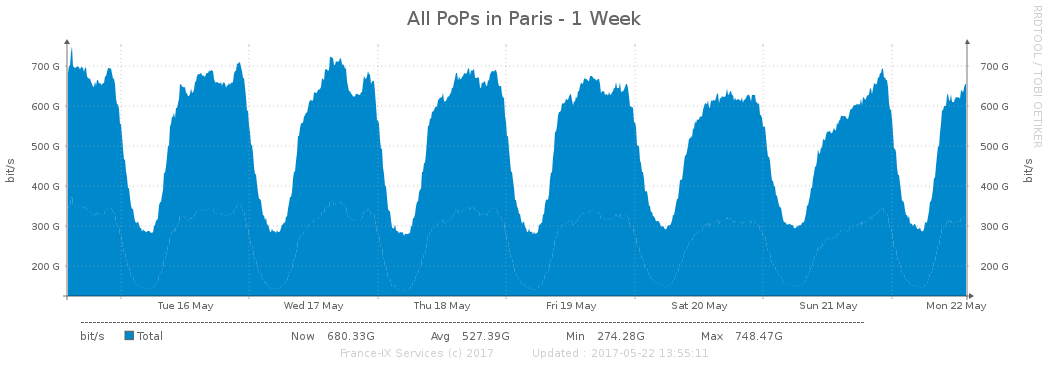 All PoPs in Paris - 1 Week
RRDTOOL / TOBI OETIKER
bit/s
700 G
600 G
500 G
400 G
300 G
200 G
700 G
600 G
500 G
400 G
300 G
200 G
bit/s
Tue 16 May Wed 17 May Thu 18 May Fri 19 May Sat 20 May Sun 21 May Mon 22 May
bit/s Total Now 680.33G Avg 527.39G Min 274.28G Max 748.47G
France-IX Services (c) 2017 Updated : 2017-05-22 13:55:11